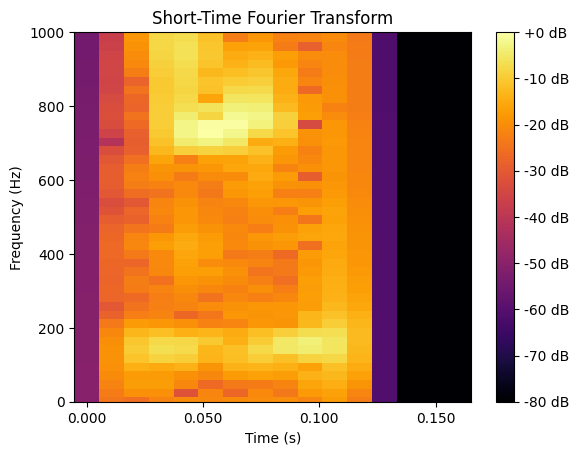 Short-Time Fourier Transform
1000
800
600
400
200
0
Frequency (Hz)
0.000
0.050
0.100
0.150
Time (s)
+0 dB
-10 dB
-20 dB
-30 dB
-40 dB
-50 dB
-60 dB
-70 dB
-80 dB